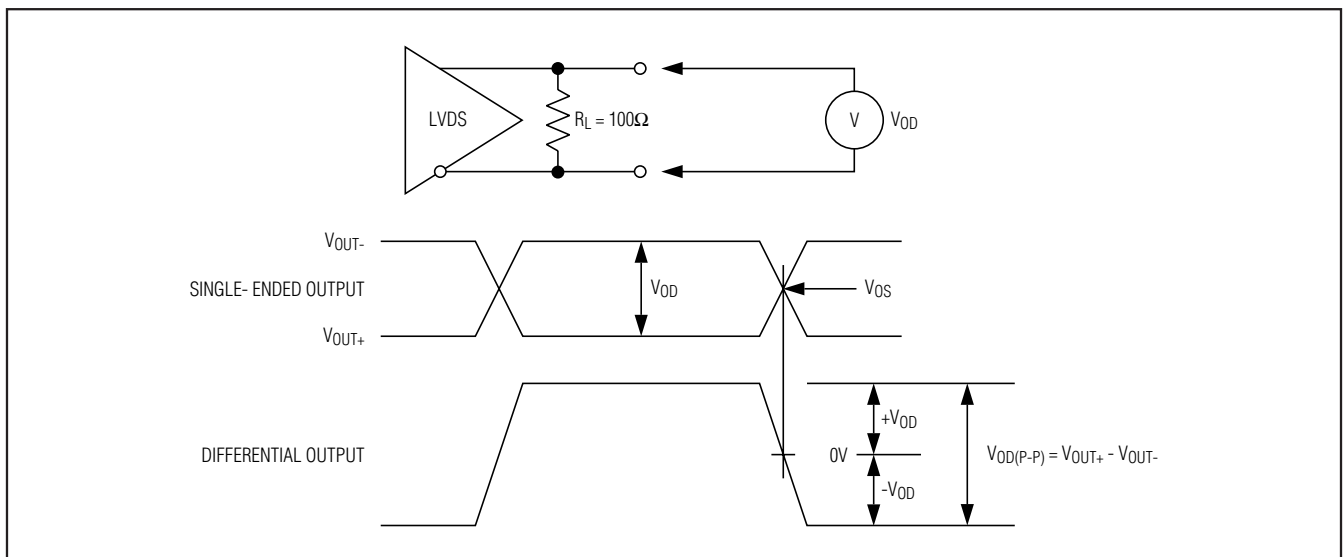 LVDS
R_L = 100Ω
V
V_OD
V_OUT-
SINGLE- ENDED OUTPUT
V_OD
V_OS
V_OUT+
DIFFERENTIAL OUTPUT
+V_OD
0V
V_OD(P-P) = V_OUT+ - V_OUT-
-V_OD